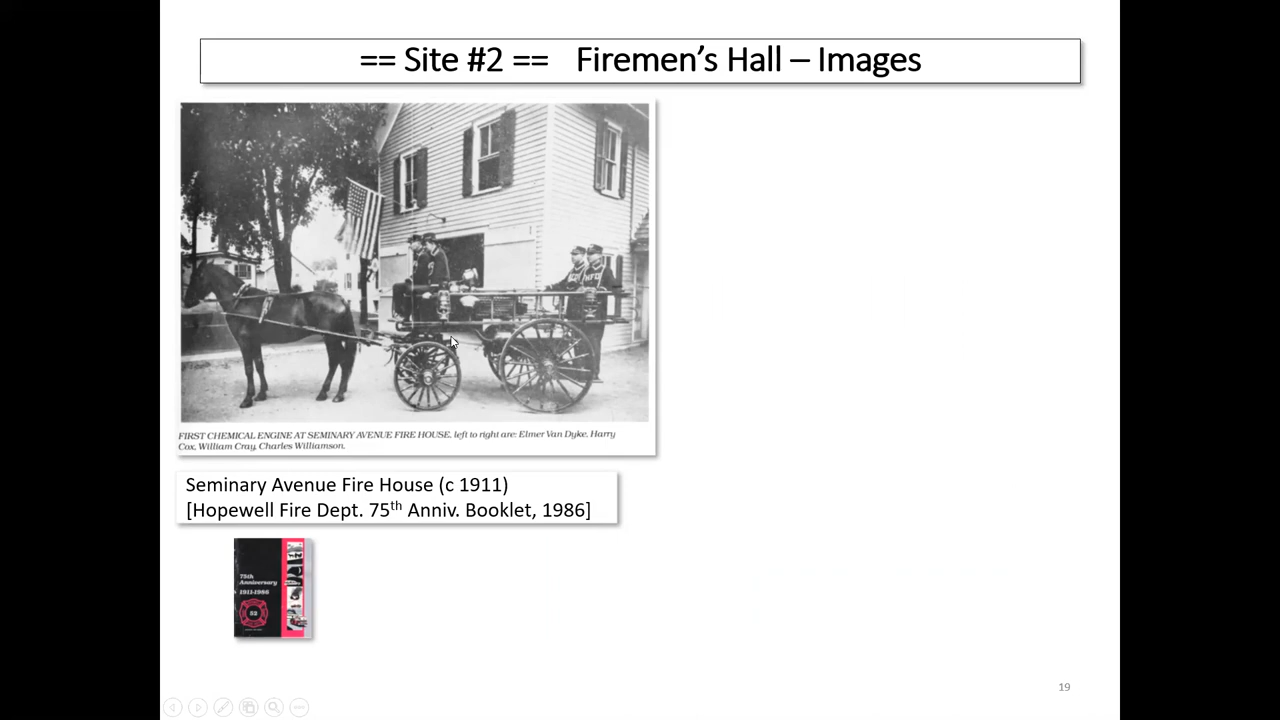 == Site #2 == Firemen’s Hall – Images
FIRST CHEMICAL ENGINE AT SEMINARY AVENUE FIRE HOUSE, left to right are: Elmer Van Dyke, Harry
Cox, William Cray, Charles Williamson.
Seminary Avenue Fire House (c 1911)
[Hopewell Fire Dept. 75th Anniv. Booklet, 1986]
75th
Anniversary
1911-1986
52
19